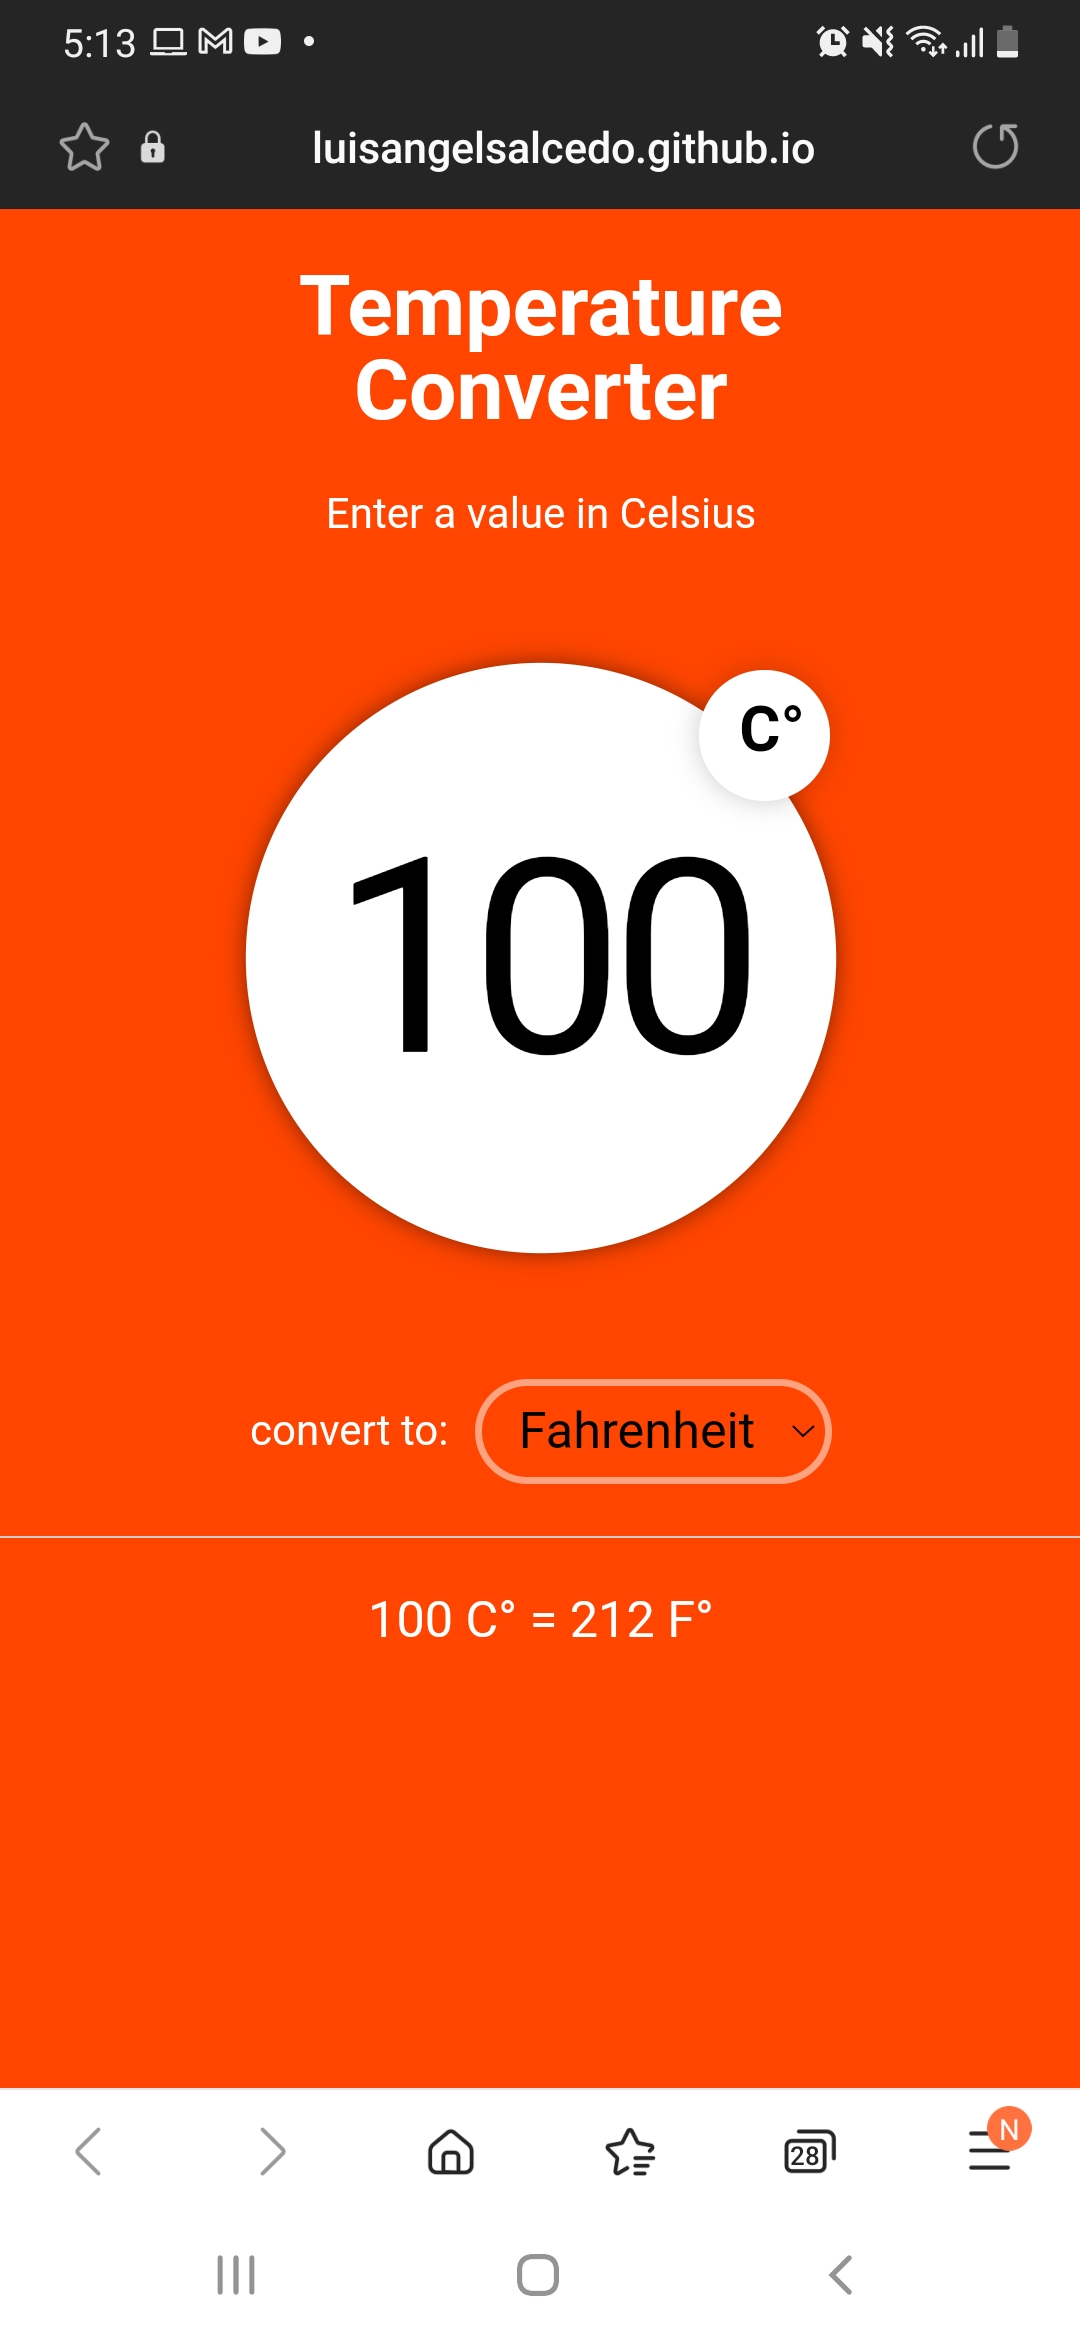 5:13
luisangelsalcedo.github.io
Temperature
Converter
Enter a value in Celsius
C°
100
convert to: Fahrenheit
100 C° = 212 F°
28
N